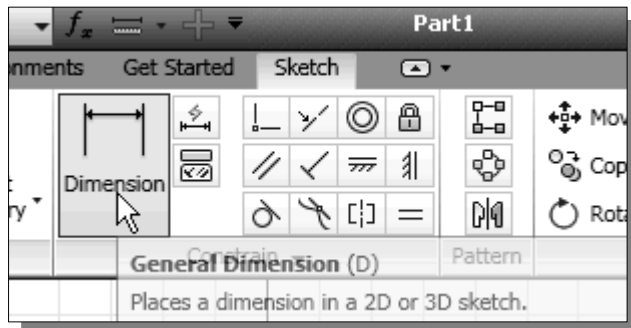 fx Part1
nments Get Started Sketch
Dimension
Mov
Cop
ry
Rota
Constrain Pattern
General Dimension (D)
Places a dimension in a 2D or 3D sketch.